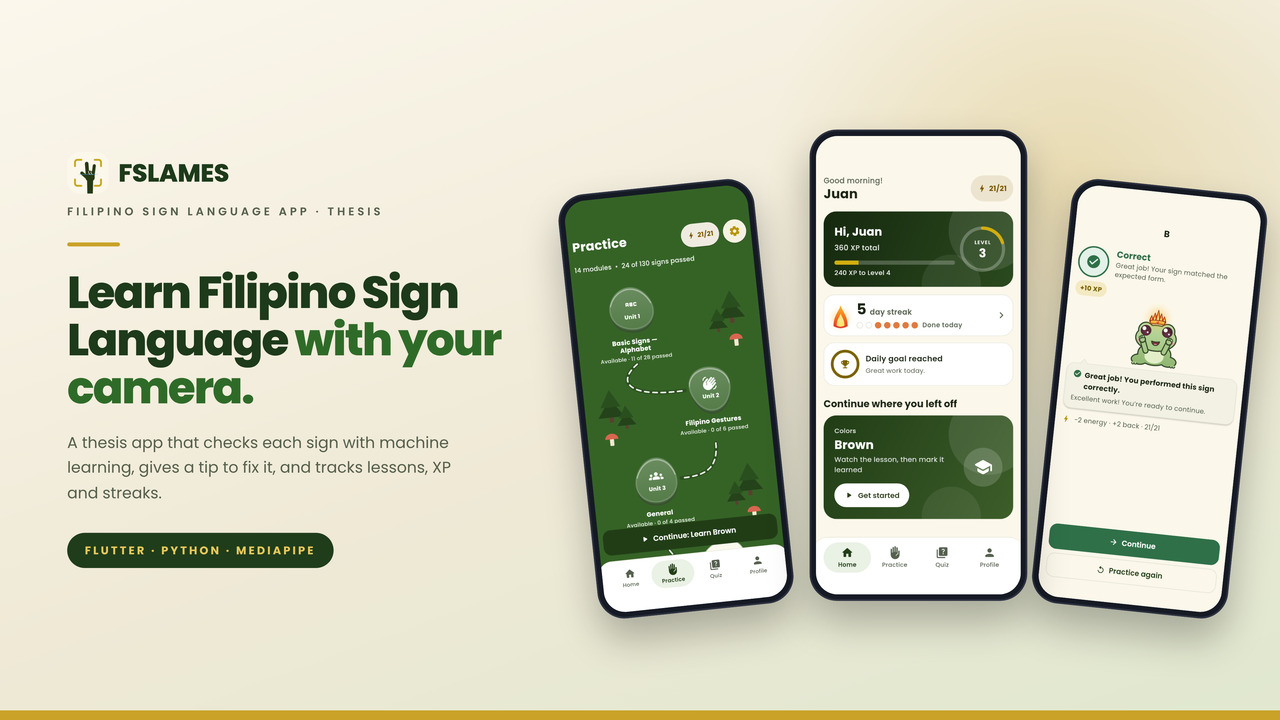 FSLAMES
FILIPINO SIGN LANGUAGE APP · THESIS
Learn Filipino Sign
Language with your
camera.
A thesis app that checks each sign with machine
learning, gives a tip to fix it, and tracks lessons, XP
and streaks.
FLUTTER · PYTHON · MEDIAPIPE
Practice
21/21
14 modules • 24 of 130 signs passed
ABC
Unit 1
Basic Signs —
Alphabet
Available · 11 of 28 passed
Unit 2
Filipino Gestures
Available · 0 of 6 passed
Unit 3
General
Available · 0 of 4 passed
Continue: Learn Brown
Home
Practice
Quiz
Profile
Good morning!
Juan
21/21
Hi, Juan
360 XP total
240 XP to Level 4
LEVEL
3
5 day streak
Done today
Daily goal reached
Great work today.
Continue where you left off
Colors
Brown
Watch the lesson, then mark it
learned
Get started
Home
Practice
Quiz
Profile
B
Correct
Great job! Your sign matched the
expected form.
+10 XP
Great job! You performed this sign
correctly.
Excellent work! You're ready to continue.
−2 energy · +2 back · 21/21
Continue
Practice again